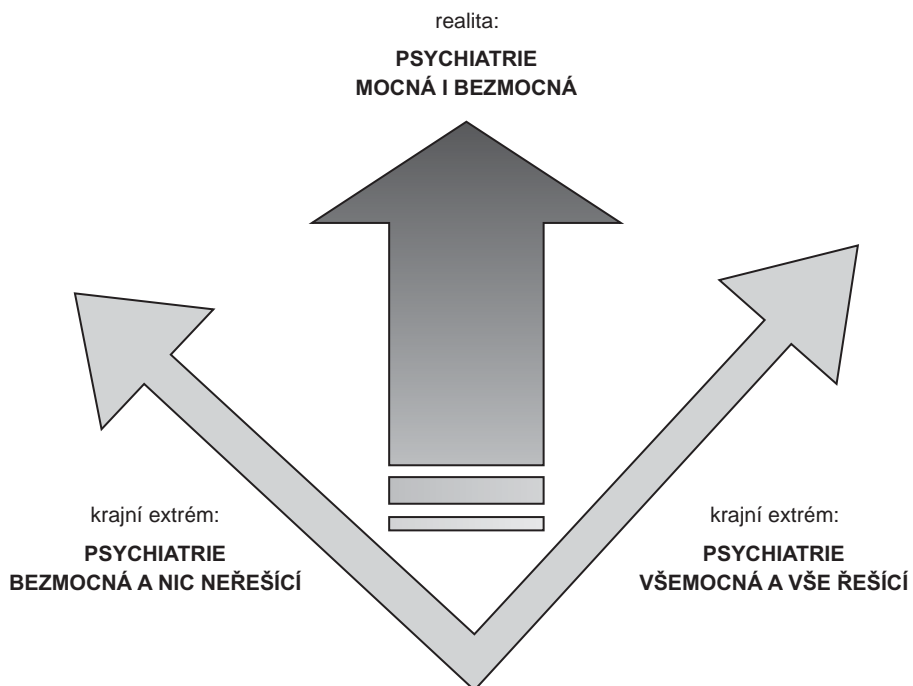 realita:
PSYCHIATRIE
MOCNÁ I BEZMOCNÁ
krajní extrém:
PSYCHIATRIE
BEZMOCNÁ A NIC NEŘEŠÍCÍ
krajní extrém:
PSYCHIATRIE
VŠEMOCNÁ A VŠE ŘEŠÍCÍ